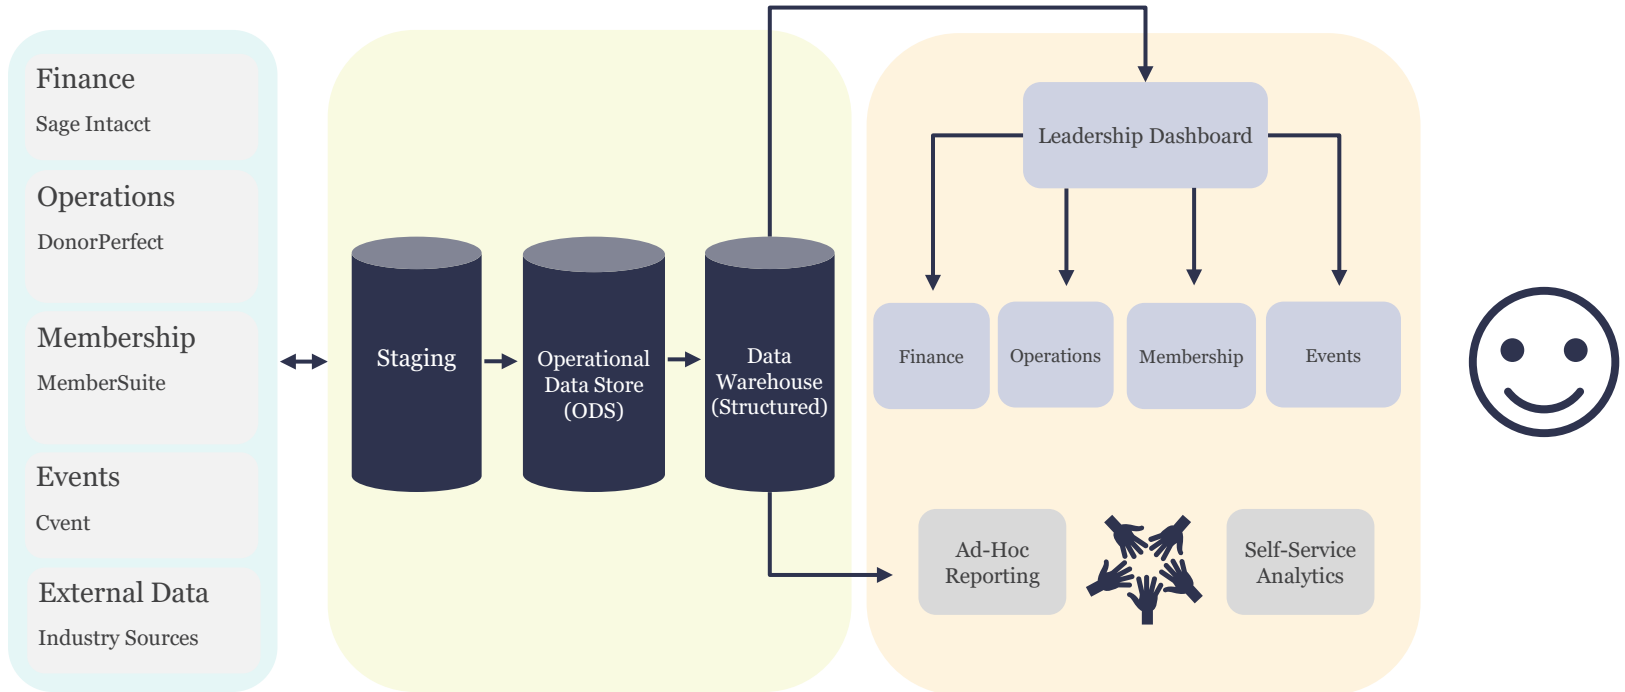 Finance
Sage Intacct
Operations
DonorPerfect
Membership
MemberSuite
Events
Cvent
External Data
Industry Sources
Staging
Operational
Data Store
(ODS)
Data
Warehouse
(Structured)
Leadership Dashboard
Finance
Operations
Membership
Events
Ad-Hoc
Reporting
Self-Service
Analytics